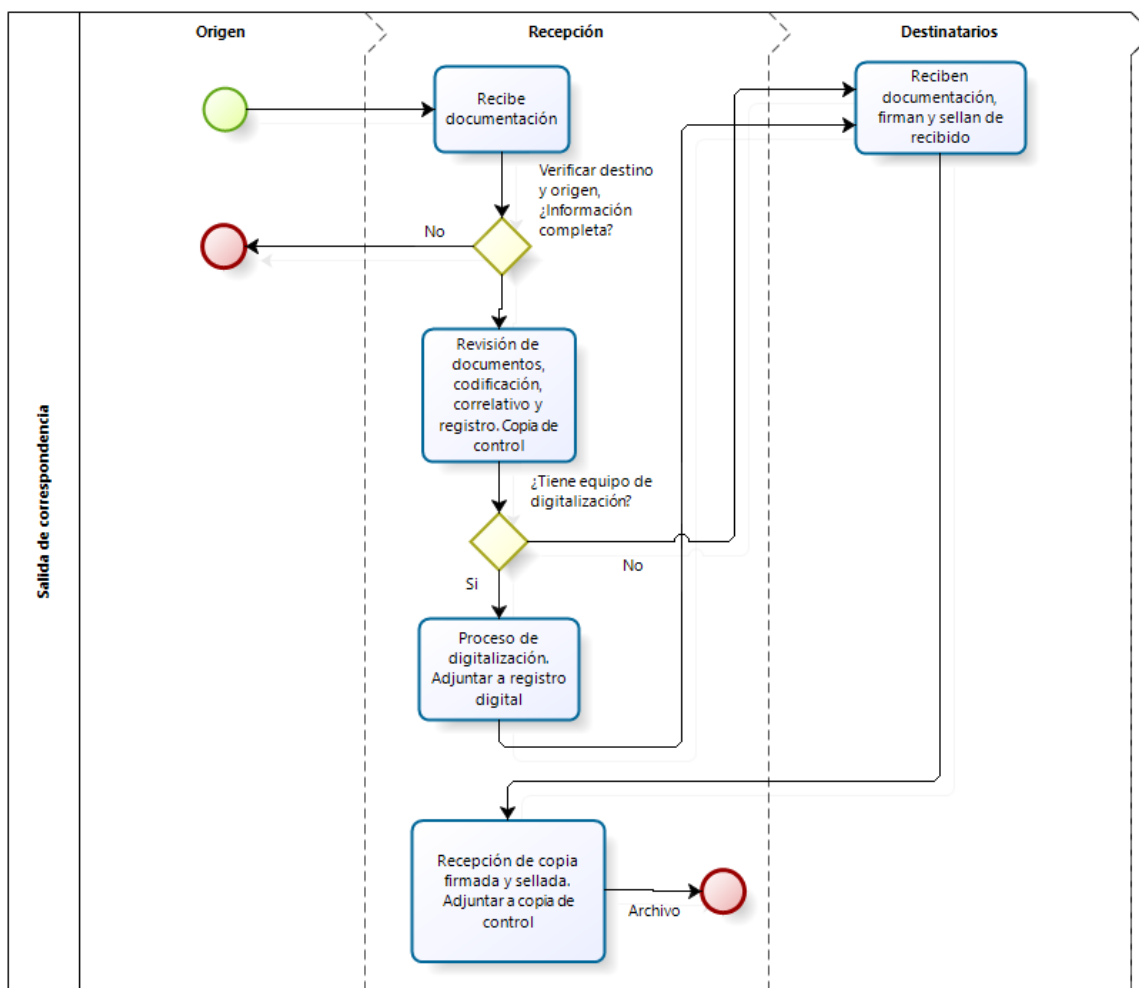 Salida de correspondencia
Origen
Recepción
Destinatarios
Recibe
documentación
Reciben
documentación,
firman y sellan de
recibido
Verificar destino
y origen,
¿Información
completa?
No
Revisión de
documentos,
codificación,
correlativo y
registro. Copia de
control
¿Tiene equipo de
digitalización?
No
Si
Proceso de
digitalización.
Adjuntar a registro
digital
Recepción de copia
firmada y sellada.
Adjuntar a copia de
control
Archivo